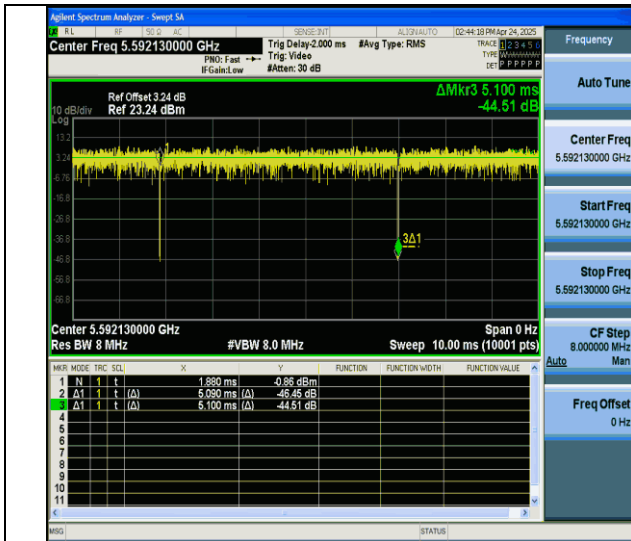 Agilent Spectrum Analyzer - Swept SA
RL RF 50 Ω AC SENSE:INT ALIGNAUTO 02:44:18 PM Apr 24, 2025
Center Freq 5.592130000 GHz
PNO: Fast
IFGain:Low
Trig Delay-2.000 ms
Trig: Video
#Atten: 30 dB
#Avg Type: RMS
TRACE 1 2 3 4 5 6
TYPE
DET P P P P P P
Frequency
Auto Tune
ΔMkr3 5.100 ms
-44.51 dB
Ref Offset 3.24 dB
10 dB/div Ref 23.24 dBm
Log
13.2
3.24
-6.76
-16.8
-26.8
-36.8
-46.8
-56.8
-66.8
1
3Δ1
Center Freq
5.592130000 GHz
Start Freq
5.592130000 GHz
Stop Freq
5.592130000 GHz
Center 5.592130000 GHz Span 0 Hz
Res BW 8 MHz #VBW 8.0 MHz Sweep 10.00 ms (10001 pts)
CF Step
8.000000 MHz
Auto Man
Freq Offset
0 Hz
MKR MODE TRC SCL X Y FUNCTION FUNCTION WIDTH FUNCTION VALUE
1 N 1 t 1.880 ms -0.86 dBm
2 Δ1 1 t (Δ) 5.090 ms (Δ) -46.45 dB
3 Δ1 1 t (Δ) 5.100 ms (Δ) -44.51 dB
4
5
6
7
8
9
10
11
MSG STATUS